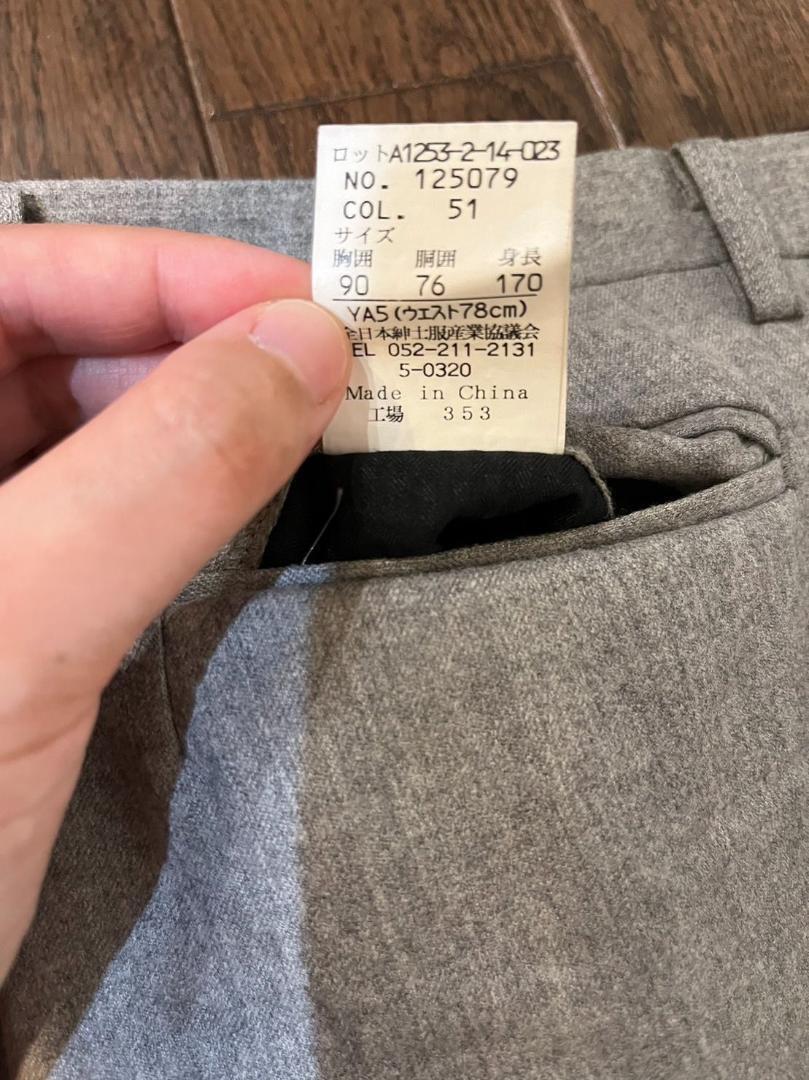 ロットA1253-2-14-023
NO. 125079
COL. 51
サイズ
胸囲 胴囲 身長
90 76 170
YA5(ウエスト78cm)
全日本紳士服産業協議会
EL 052-211-2131
5-0320
Made in China
工場 353